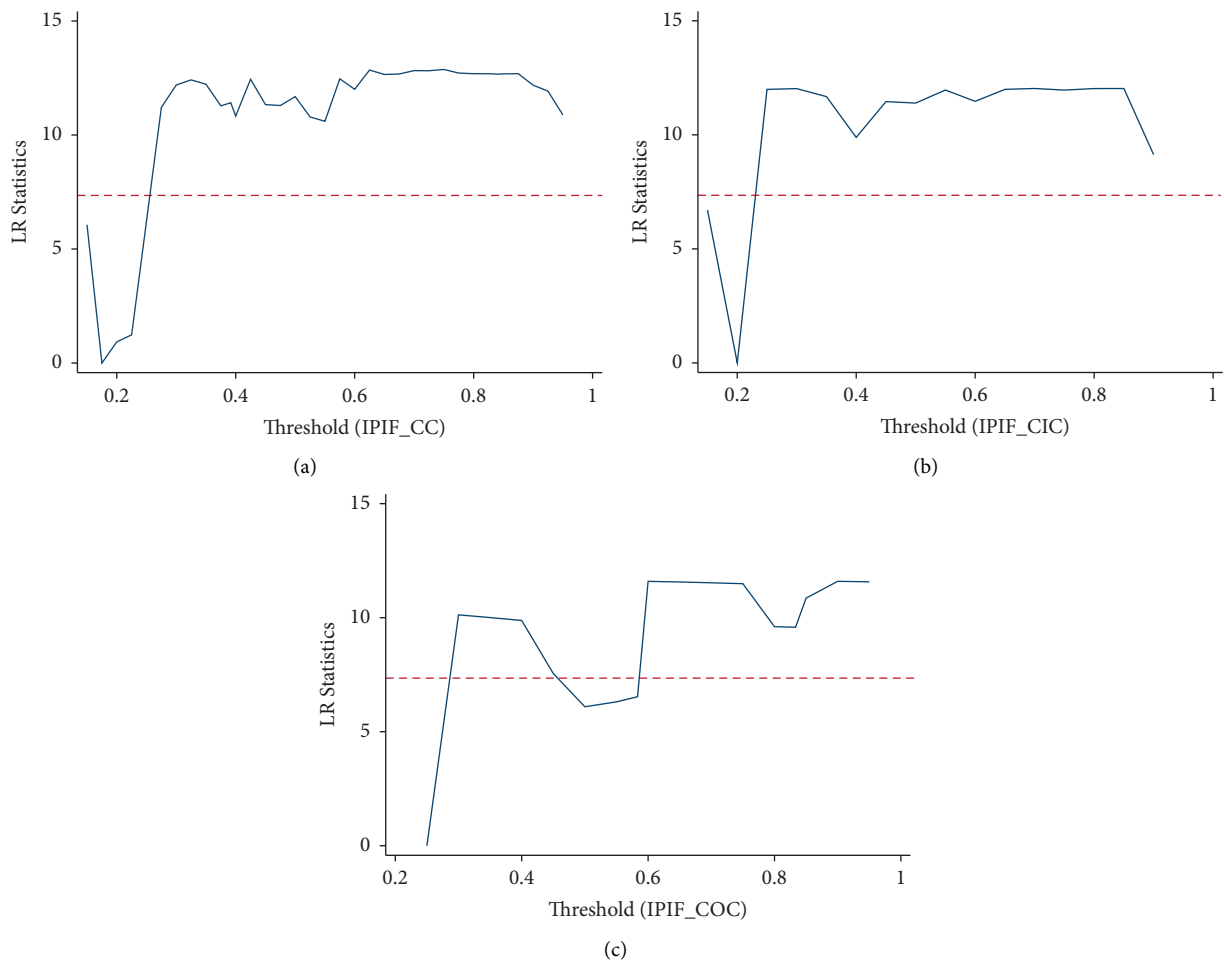 15
10
5
0
LR Statistics
0.2 0.4 0.6 0.8 1
Threshold (IPIF_CC)
(a)
15
10
5
0
LR Statistics
0.2 0.4 0.6 0.8 1
Threshold (IPIF_CIC)
(b)
15
10
5
0
LR Statistics
0.2 0.4 0.6 0.8 1
Threshold (IPIF_COC)
(c)